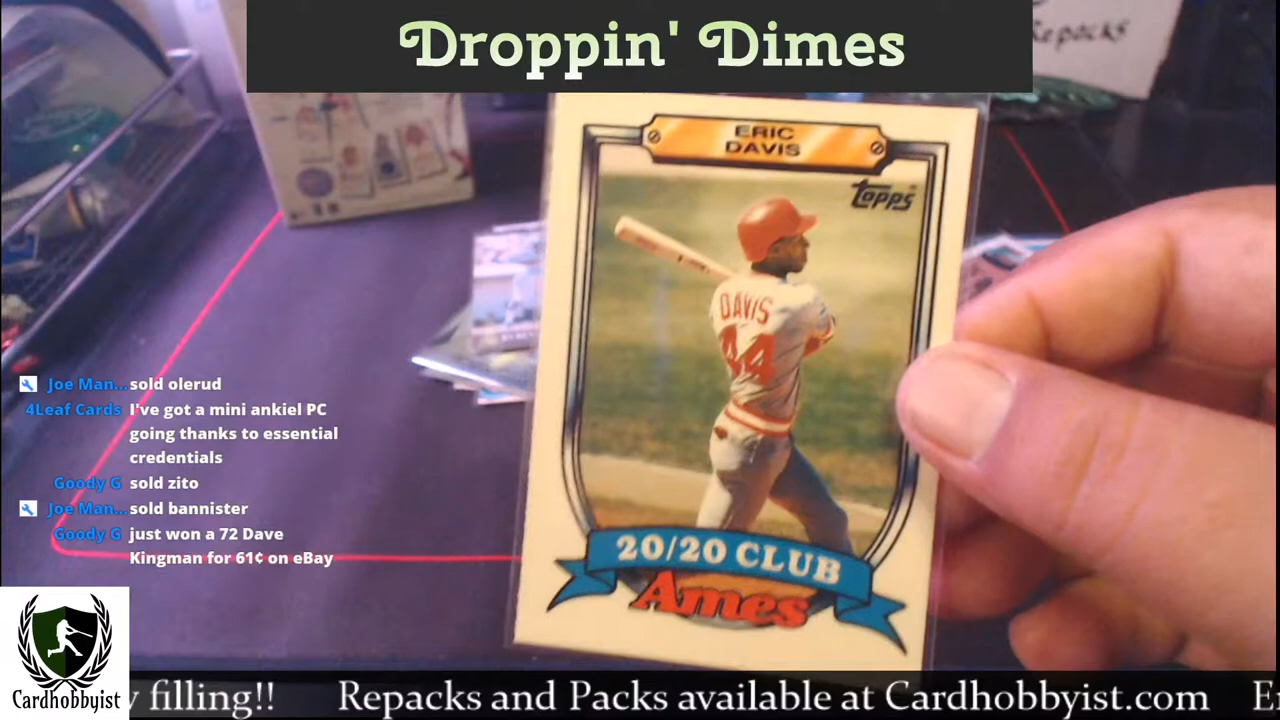 Droppin' Dimes
Repacks
ERIC
DAVIS
Topps
DAVIS
44
20/20 CLUB
Ames
Joe Man... sold olerud
4Leaf Cards I've got a mini ankiel PC
going thanks to essential
credentials
Goody G sold zito
Joe Man... sold bannister
Goody G just won a 72 Dave
Kingman for 61¢ on eBay
Cardhobbyist
y filling!! Repacks and Packs available at Cardhobbyist.com